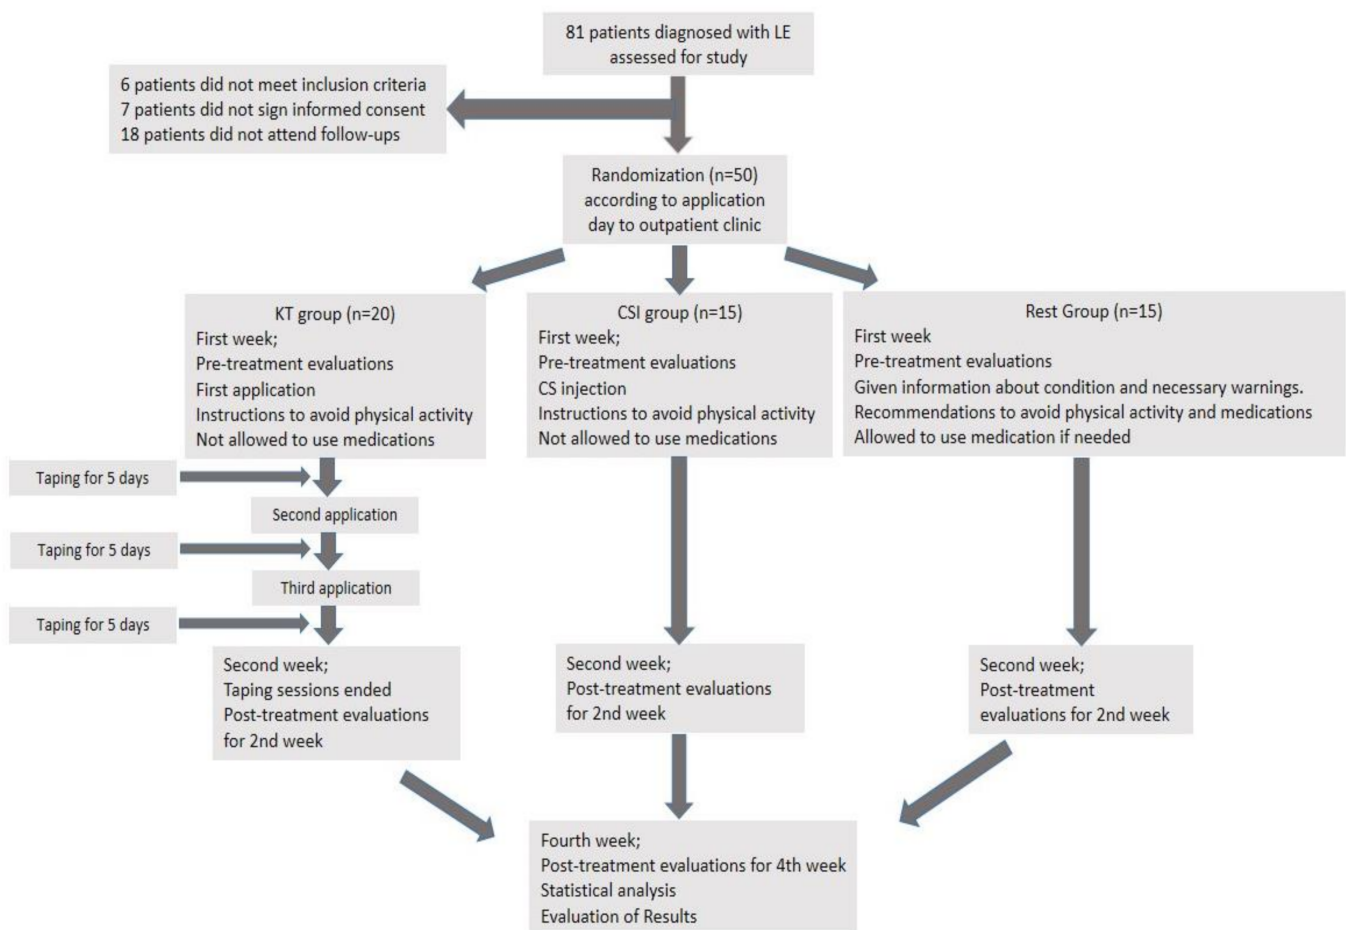 81 patients diagnosed with LE
assessed for study
6 patients did not meet inclusion criteria
7 patients did not sign informed consent
18 patients did not attend follow-ups
Randomization (n=50)
according to application
day to outpatient clinic
KT group (n=20)
First week;
Pre-treatment evaluations
First application
Instructions to avoid physical activity
Not allowed to use medications
CSI group (n=15)
First week;
Pre-treatment evaluations
CS injection
Instructions to avoid physical activity
Not allowed to use medications
Rest Group (n=15)
First week
Pre-treatment evaluations
Given information about condition and necessary warnings.
Recommendations to avoid physical activity and medications
Allowed to use medication if needed
Taping for 5 days
Second application
Taping for 5 days
Third application
Taping for 5 days
Second week;
Taping sessions ended
Post-treatment evaluations
for 2nd week
Second week;
Post-treatment evaluations
for 2nd week
Second week;
Post-treatment
evaluations for 2nd week
Fourth week;
Post-treatment evaluations for 4th week
Statistical analysis
Evaluation of Results